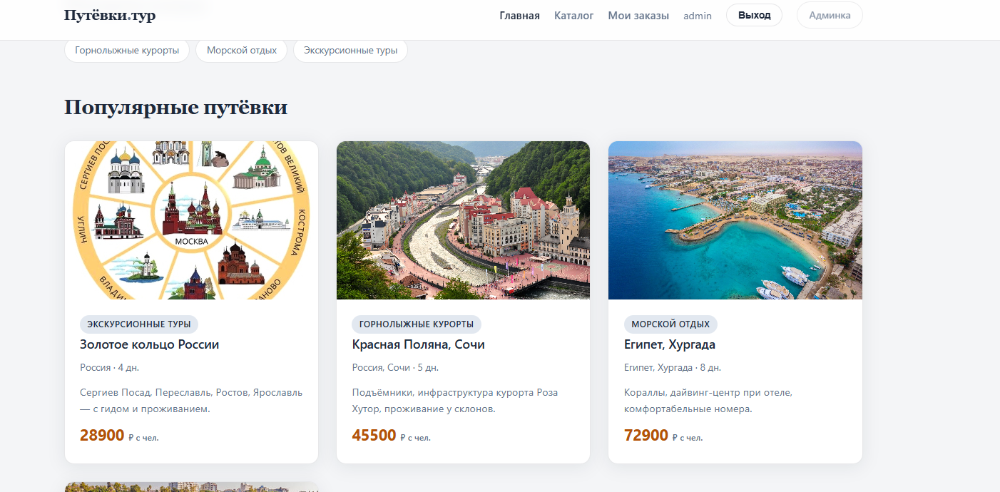 Путёвки.тур
Главная
Каталог
Мои заказы
admin
Выход
Админка
Горнолыжные курорты
Морской отдых
Экскурсионные туры
Популярные путёвки
СЕРГИЕВ ПОС
ТОВ ВЕЛИКИЙ
КОСТРОМА
УГЛИЧ
МОСКВА
ВЛАДИ
АНОВО
ЭКСКУРСИОННЫЕ ТУРЫ
Золотое кольцо России
Россия · 4 дн.
Сергиев Посад, Переславль, Ростов, Ярославль
— с гидом и проживанием.
28900 ₽ с чел.
ГОРНОЛЫЖНЫЕ КУРОРТЫ
Красная Поляна, Сочи
Россия, Сочи · 5 дн.
Подъёмники, инфраструктура курорта Роза
Хутор, проживание у склонов.
45500 ₽ с чел.
МОРСКОЙ ОТДЫХ
Египет, Хургада
Египет, Хургада · 8 дн.
Кораллы, дайвинг-центр при отеле,
комфортабельные номера.
72900 ₽ с чел.